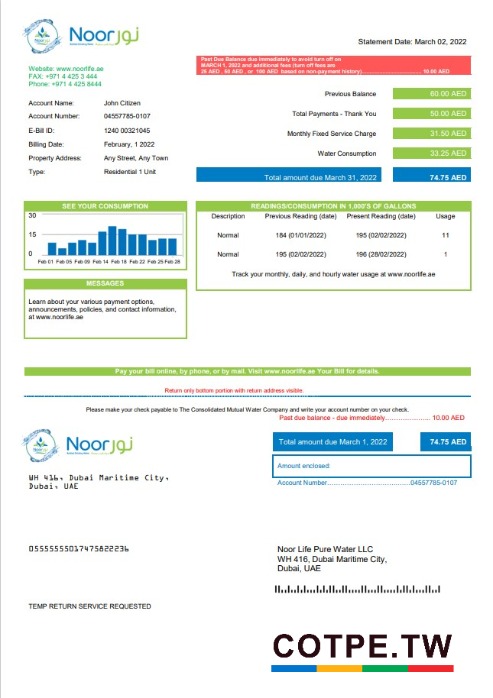 Noor نور
Statement Date: March 02, 2022
Past Due Balance due immediately to avoid turn off on
MARCH 1, 2022 and additional fees (turn off fees are
25 AED , 50 AED , or 100 AED based on non-payment history)............................ 10.00 AED
Website: www.noorlife.ae
FAX: +971 4 425 3 444
Phone: +971 4 425 8444
Previous Balance 60.00 AED
Account Name: John Citizen
Total Payments - Thank You 50.00 AED
Account Number: 04557785-0107
E-Bill ID: 1240 00321045
Monthly Fixed Service Charge 31.50 AED
Billing Date: February, 1 2022
Water Consumption 33.25 AED
Property Address: Any Street, Any Town
Type: Residential 1 Unit
Total amount due March 31, 2022 74.75 AED
SEE YOUR CONSUMPTION
30
15
0
Feb 01 Feb 05 Feb 09 Feb 14 Feb 18 Feb 22 Feb 25 Feb 28
READINGS/CONSUMPTION IN 1,000'S OF GALLONS
Description Previous Reading (date) Present Reading (date) Usage
Normal 184 (01/01/2022) 195 (02/02/2022) 11
Normal 195 (02/02/2022) 196 (28/02/2022) 1
Track your monthly, daily, and hourly water usage at www.noorlife.ae
MESSAGES
Learn about your various payment options,
announcements, policies, and contact information,
at www.noorlife.ae
Pay your bill online, by phone, or by mail. Visit www.noorlife.ae Your Bill for details.
Return only bottom portion with return address visible.
Please make your check payable to The Consolidated Mutual Water Company and write your account number on your check.
Past due balance - due immediately...................... 10.00 AED
Noor نور
Total amount due March 1, 2022 74.75 AED
Amount enclosed:
Account Number........................................04557785-0107
WH 416, Dubai Maritime City,
Dubai, UAE
05555555017475822236
Noor Life Pure Water LLC
WH 416, Dubai Maritime City,
Dubai, UAE
TEMP RETURN SERVICE REQUESTED
COTPE.TW